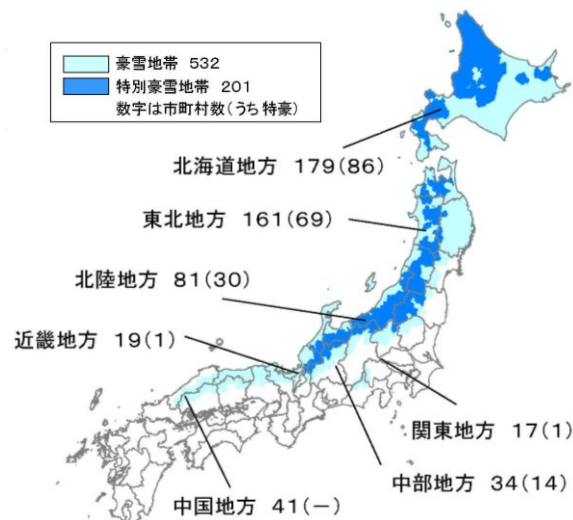 豪雪地帯 532
特別豪雪地帯 201
数字は市町村数(うち特豪)
北海道地方 179(86)
東北地方 161(69)
北陸地方 81(30)
近畿地方 19(1)
関東地方 17(1)
中部地方 34(14)
中国地方 41(－)